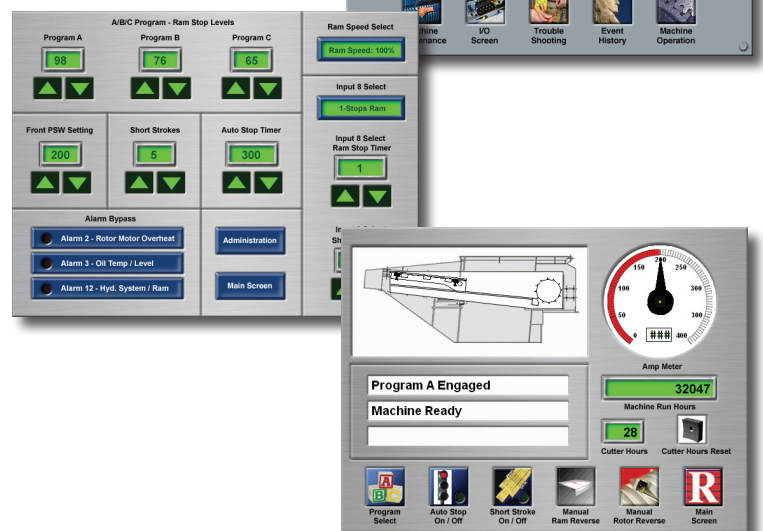 A/B/C Program - Ram Stop Levels
Program A
Program B
Program C
98
76
65
Front PSW Setting
Short Strokes
Auto Stop Timer
200
5
300
Alarm Bypass
Alarm 2 - Rotor Motor Overheat
Alarm 3 - Oil Temp / Level
Alarm 12 - Hyd. System / Ram
Administration
Main Screen
Ram Speed Select
Ram Speed: 100%
Input 8 Select
1-Stops Ram
Input 8 Select
Ram Stop Timer
1
I/O
Screen
Trouble
Shooting
Event
History
Machine
Operation
0
50
100
150
200
250
300
300
400
###
Amp Meter
Program A Engaged
Machine Ready
32047
Machine Run Hours
28
Cutter Hours
Cutter Hours Reset
A
B
C
Program
Select
Auto Stop
On / Off
Short Stroke
On / Off
Manual
Ram Reverse
Manual
Rotor Reverse
R
Main
Screen